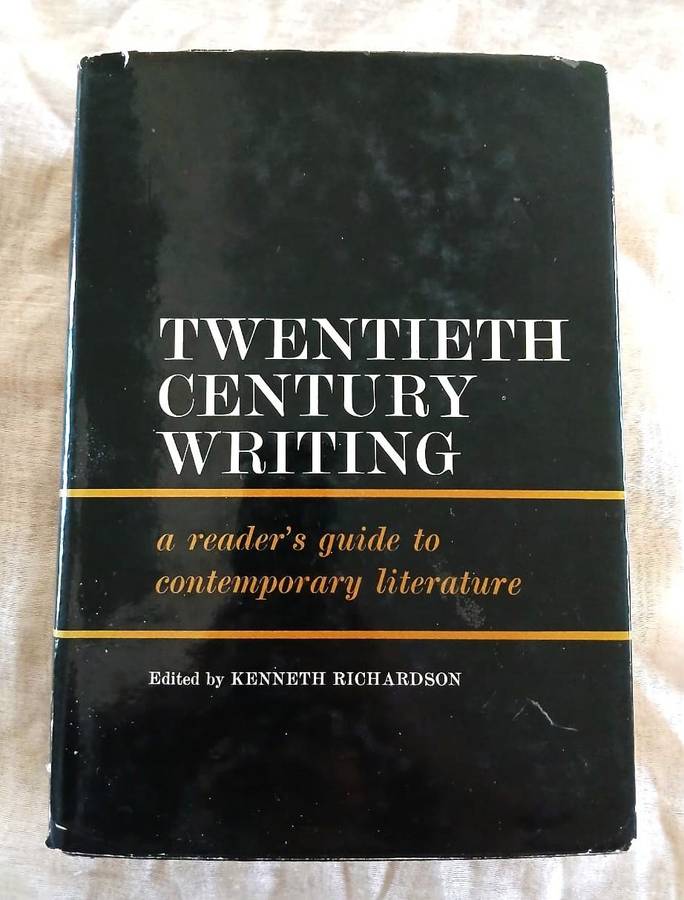 TWENTIETH
CENTURY
WRITING
a reader's guide to
contemporary literature
Edited by KENNETH RICHARDSON